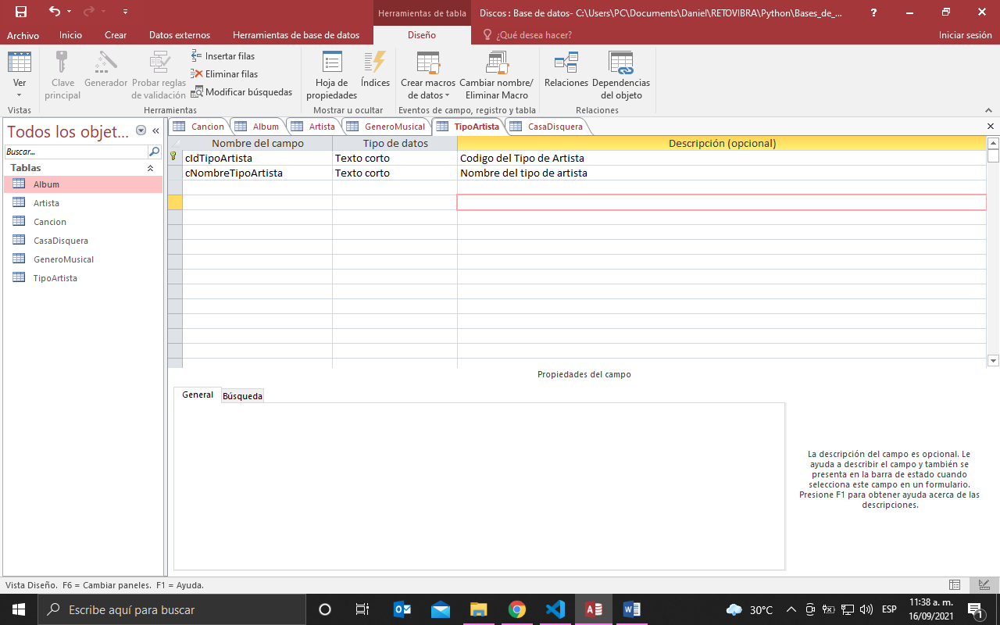 Herramientas de tabla
Discos : Base de datos- C:\Users\PC\Documents\Daniel\RETOVIBRA\Python\Bases_de_...
?
Archivo Inicio Crear Datos externos Herramientas de base de datos Diseño ¿Qué desea hacer? Iniciar sesión
Ver
Vistas
Clave principal
Generador
Probar reglas de validación
Insertar filas
Eliminar filas
Modificar búsquedas
Herramientas
Hoja de propiedades
Índices
Mostrar u ocultar
Crear macros de datos
Cambiar nombre/ Eliminar Macro
Eventos de campo, registro y tabla
Relaciones
Dependencias del objeto
Relaciones
Todos los objet... «
Buscar...
Tablas
Album
Artista
Cancion
CasaDisquera
GeneroMusical
TipoArtista
Cancion Album Artista GeneroMusical TipoArtista CasaDisquera
Nombre del campo Tipo de datos Descripción (opcional)
cIdTipoArtista Texto corto Codigo del Tipo de Artista
cNombreTipoArtista Texto corto Nombre del tipo de artista
Propiedades del campo
General Búsqueda
La descripción del campo es opcional. Le
ayuda a describir el campo y también se
presenta en la barra de estado cuando
selecciona este campo en un formulario.
Presione F1 para obtener ayuda acerca de las
descripciones.
Vista Diseño. F6 = Cambiar paneles. F1 = Ayuda.
Escribe aquí para buscar
30°C
ESP
11:38 a. m.
16/09/2021
1